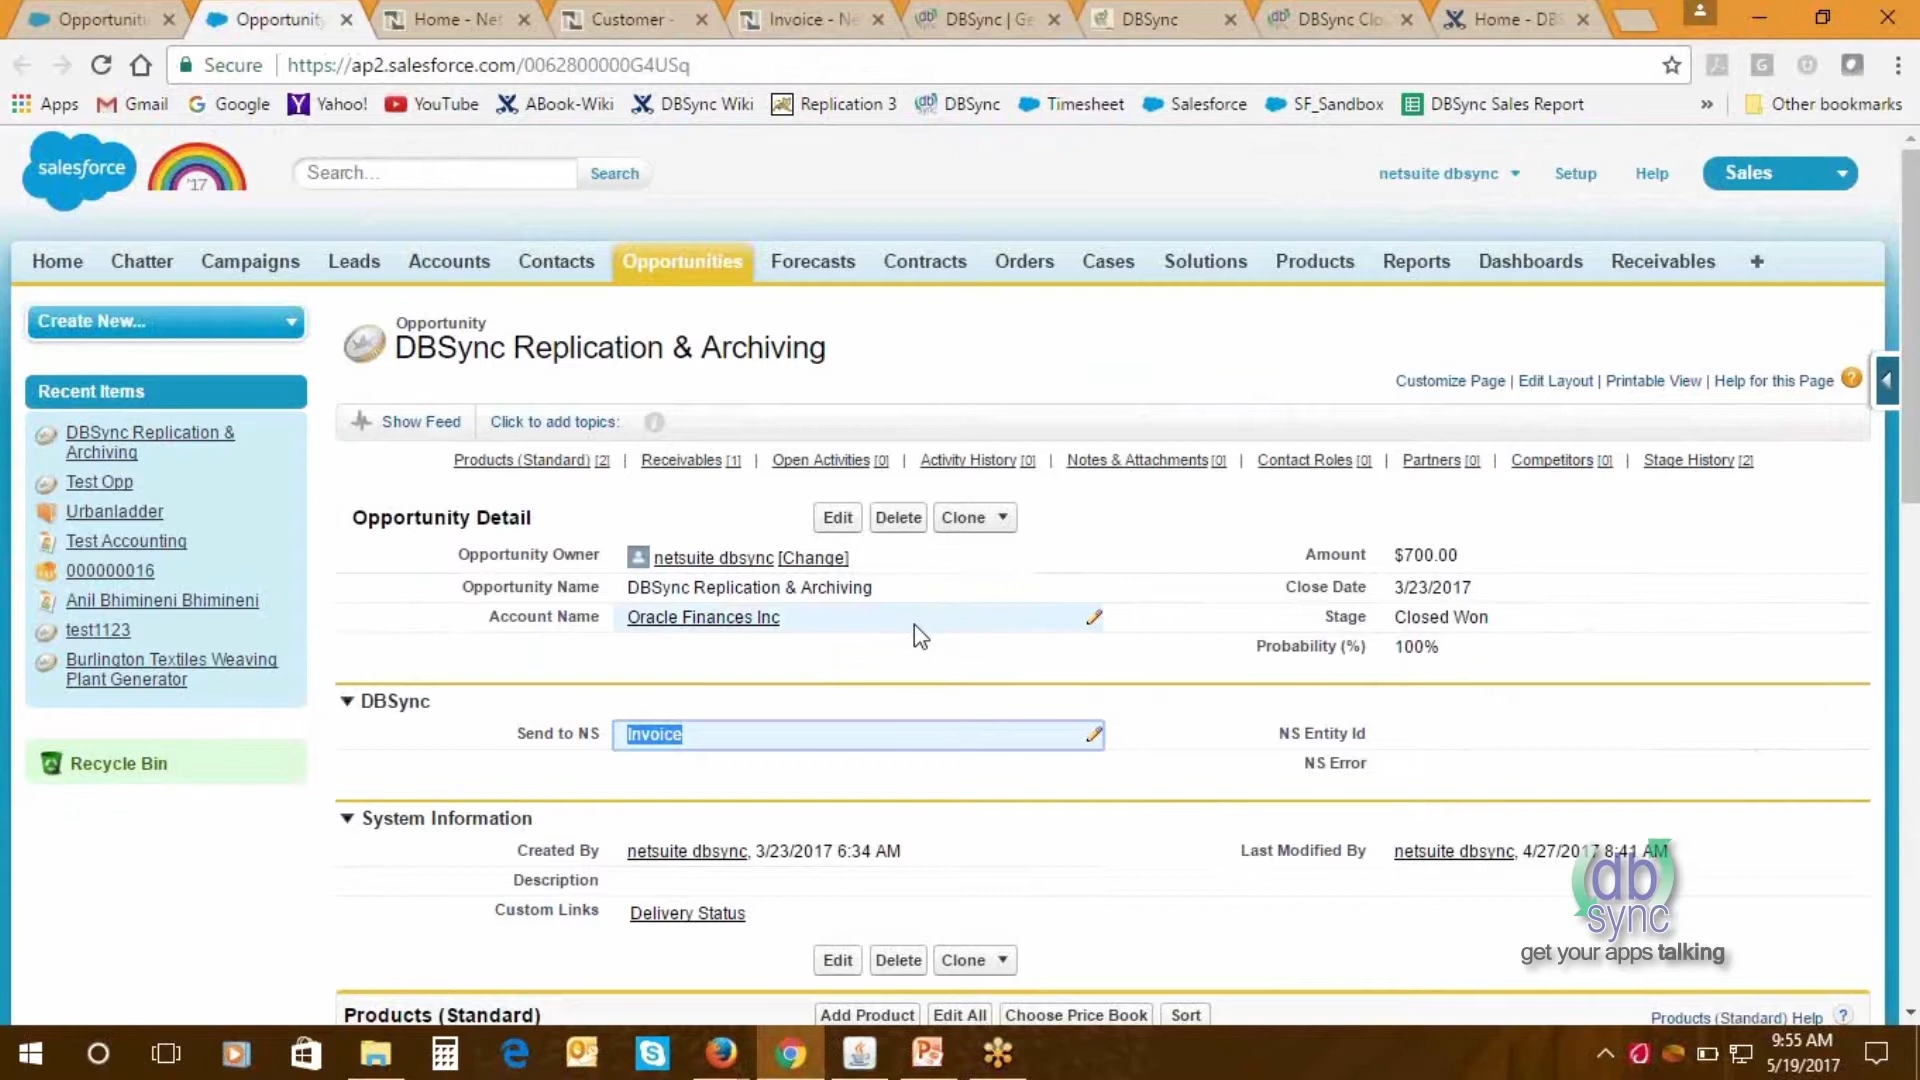 Opportuniti
Opportunity
Home - Net
Customer -
Invoice - Ne
DBSync | Ge
DBSync
DBSync Clo
Home - DBS
Secure
https://ap2.salesforce.com/0062800000G4USq
Apps
Gmail
Google
Yahoo!
YouTube
ABook-Wiki
DBSync Wiki
Replication 3
DBSync
Timesheet
Salesforce
SF_Sandbox
DBSync Sales Report
»
Other bookmarks
salesforce
'17
Search...
Search
netsuite dbsync
Setup
Help
Sales
Home
Chatter
Campaigns
Leads
Accounts
Contacts
Opportunities
Forecasts
Contracts
Orders
Cases
Solutions
Products
Reports
Dashboards
Receivables
+
Create New...
Recent Items
DBSync Replication &
Archiving
Test Opp
Urbanladder
Test Accounting
000000016
Anil Bhimineni Bhimineni
test1123
Burlington Textiles Weaving
Plant Generator
Recycle Bin
Opportunity
DBSync Replication & Archiving
Customize Page | Edit Layout | Printable View | Help for this Page
Show Feed
Click to add topics:
Products (Standard) [2] | Receivables [1] | Open Activities [0] | Activity History [0] | Notes & Attachments [0] | Contact Roles [0] | Partners [0] | Competitors [0] | Stage History [2]
Opportunity Detail
Edit
Delete
Clone
Opportunity Owner netsuite dbsync [Change]
Amount $700.00
Opportunity Name DBSync Replication & Archiving
Close Date 3/23/2017
Account Name Oracle Finances Inc
Stage Closed Won
Probability (%) 100%
DBSync
Send to NS Invoice
NS Entity Id
NS Error
System Information
Created By netsuite dbsync, 3/23/2017 6:34 AM
Last Modified By netsuite dbsync, 4/27/2017 8:41 AM
Description
Custom Links Delivery Status
db
sync
get your apps talking
Edit
Delete
Clone
Products (Standard)
Add Product
Edit All
Choose Price Book
Sort
Products (Standard) Help
9:55 AM
5/19/2017